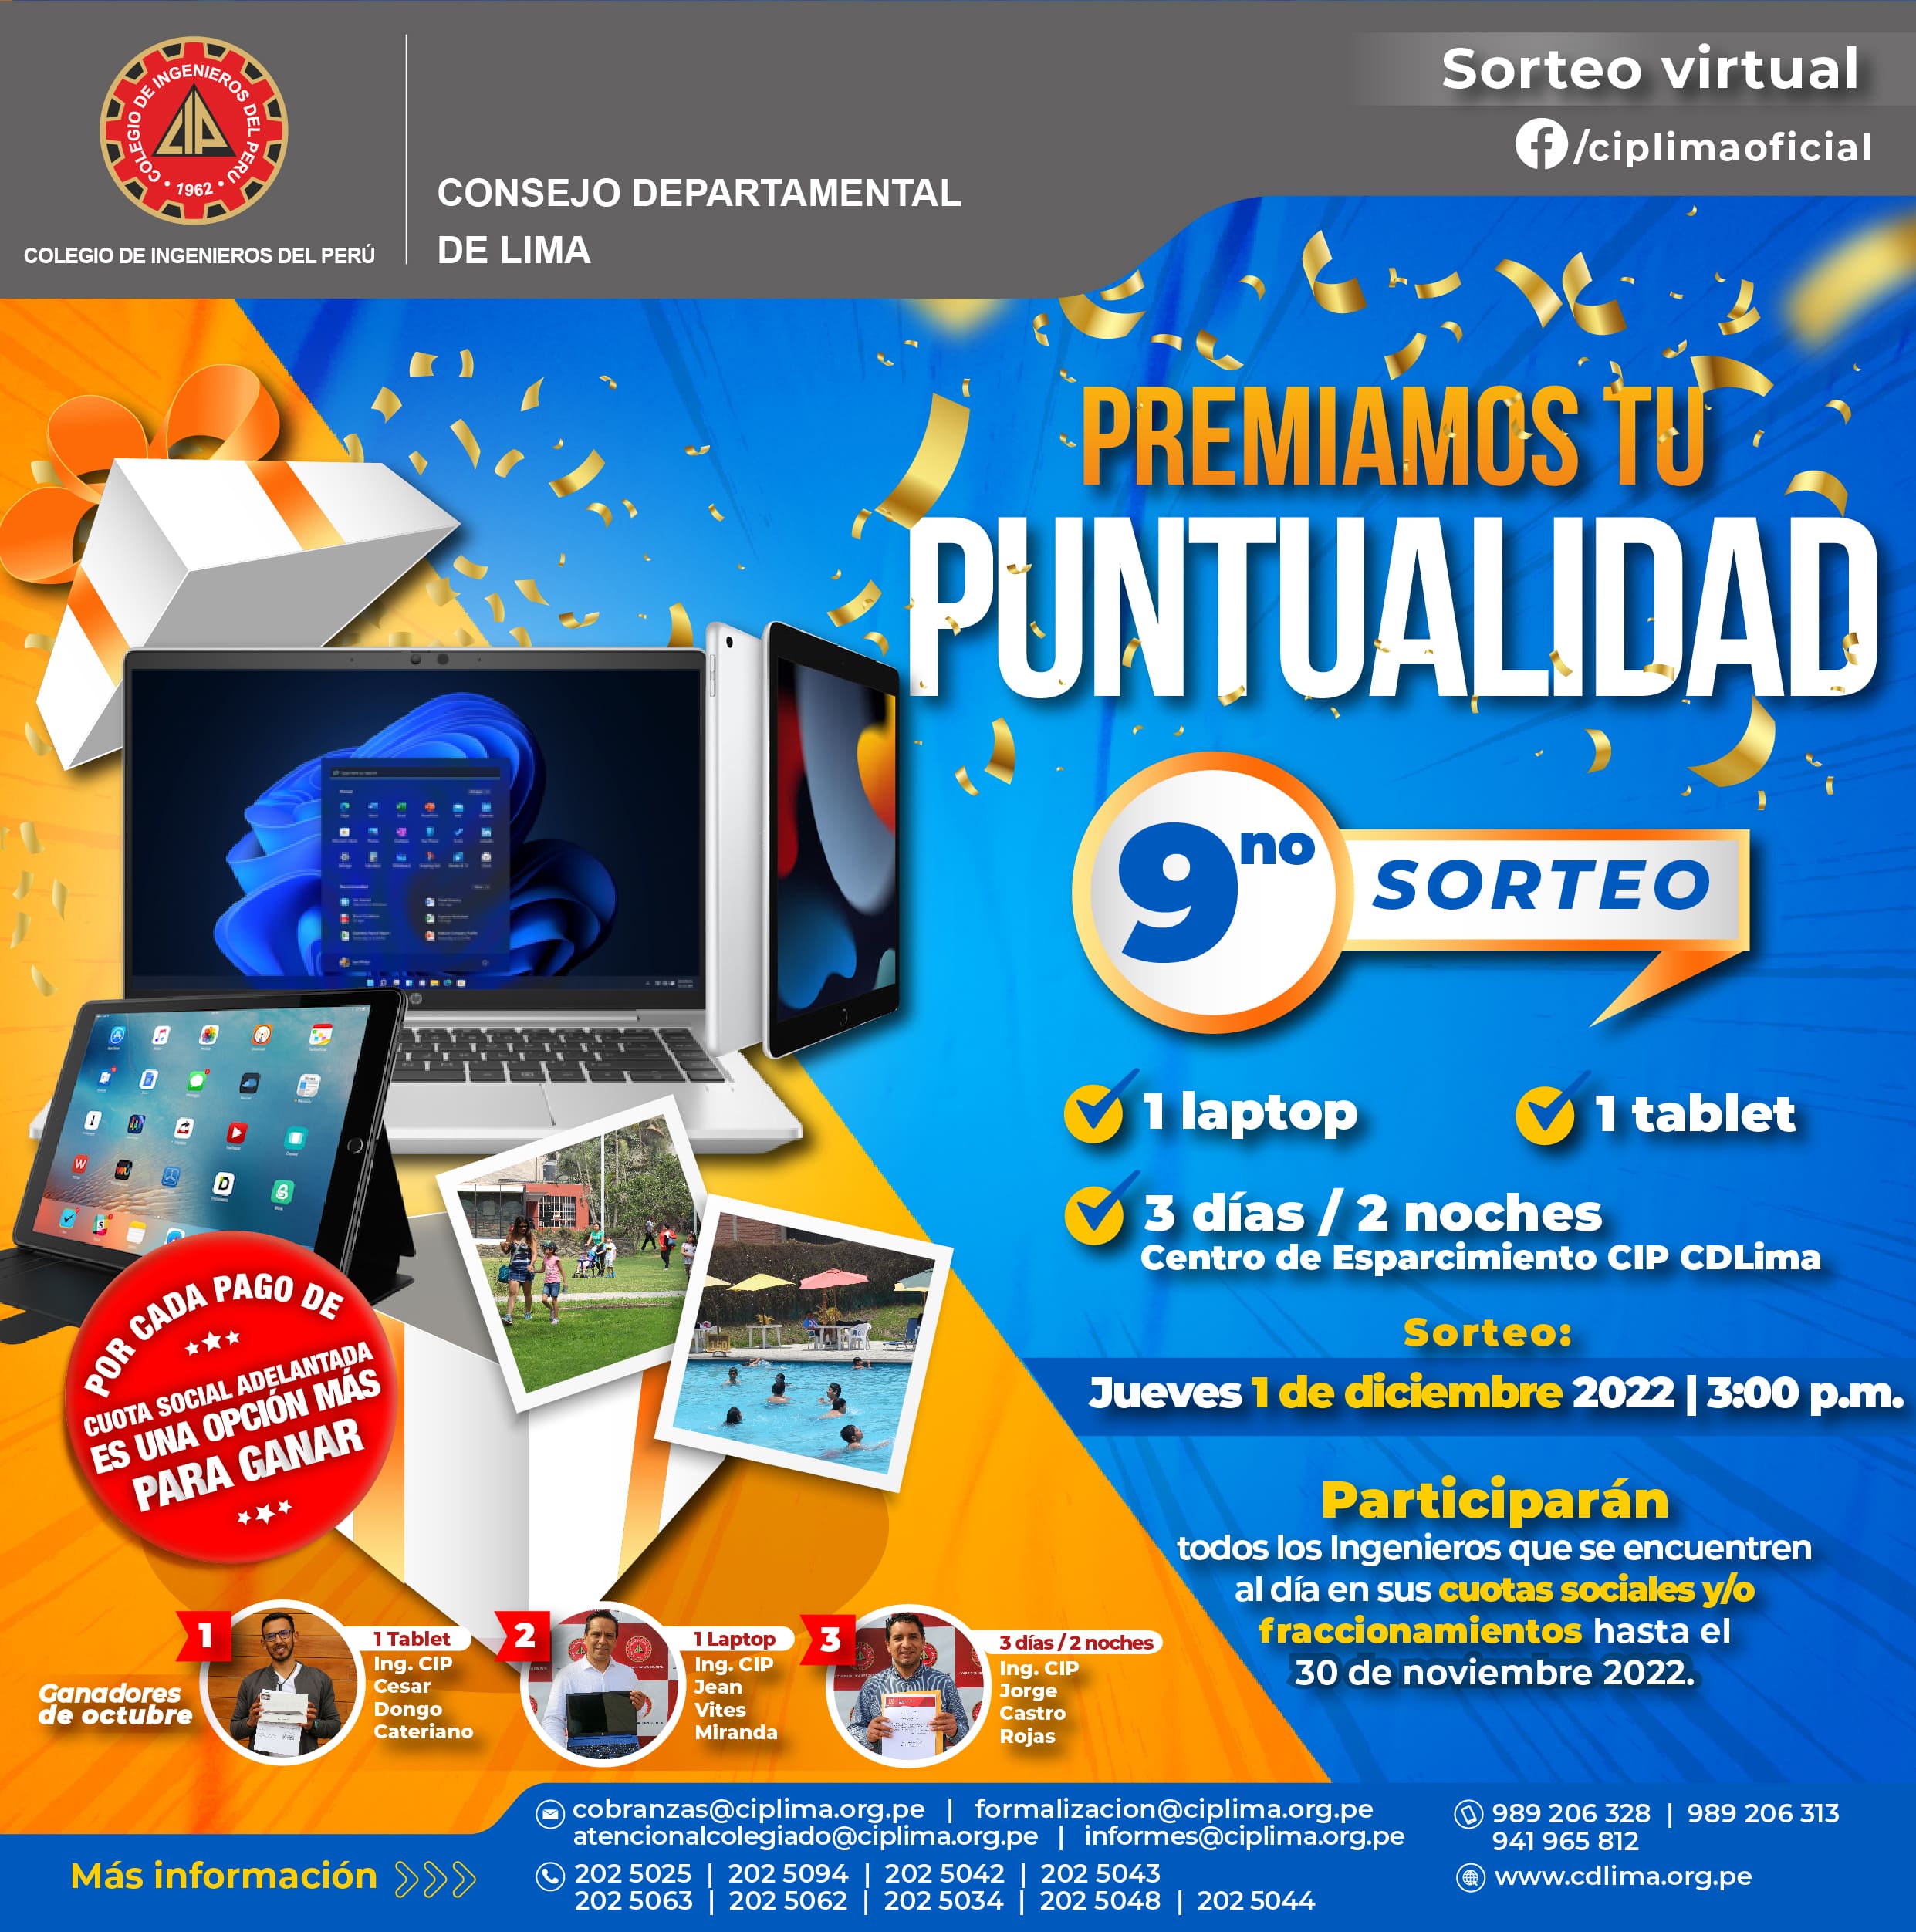 COLEGIO DE INGENIEROS DEL PERU
• 1962 •
COLEGIO DE INGENIEROS DEL PERÚ
CONSEJO DEPARTAMENTAL
DE LIMA
Sorteo virtual
/ciplimaoficial
PREMIAMOS TU
PUNTUALIDAD
9no
SORTEO
1 laptop
1 tablet
3 días / 2 noches
Centro de Esparcimiento CIP CDLima
Sorteo:
Jueves 1 de diciembre 2022 | 3:00 p.m.
Participarán
todos los Ingenieros que se encuentren
al día en sus cuotas sociales y/o
fraccionamientos hasta el
30 de noviembre 2022.
POR CADA PAGO DE
CUOTA SOCIAL ADELANTADA
ES UNA OPCIÓN MÁS
PARA GANAR
Ganadores
de octubre
1
1 Tablet
Ing. CIP
Cesar
Dongo
Cateriano
2
1 Laptop
Ing. CIP
Jean
Vites
Miranda
3
3 días / 2 noches
Ing. CIP
Jorge
Castro
Rojas
Más información
cobranzas@ciplima.org.pe | formalizacion@ciplima.org.pe
atencionalcolegiado@ciplima.org.pe | informes@ciplima.org.pe
202 5025 | 202 5094 | 202 5042 | 202 5043
202 5063 | 202 5062 | 202 5034 | 202 5048 | 202 5044
989 206 328 | 989 206 313
941 965 812
www.cdlima.org.pe